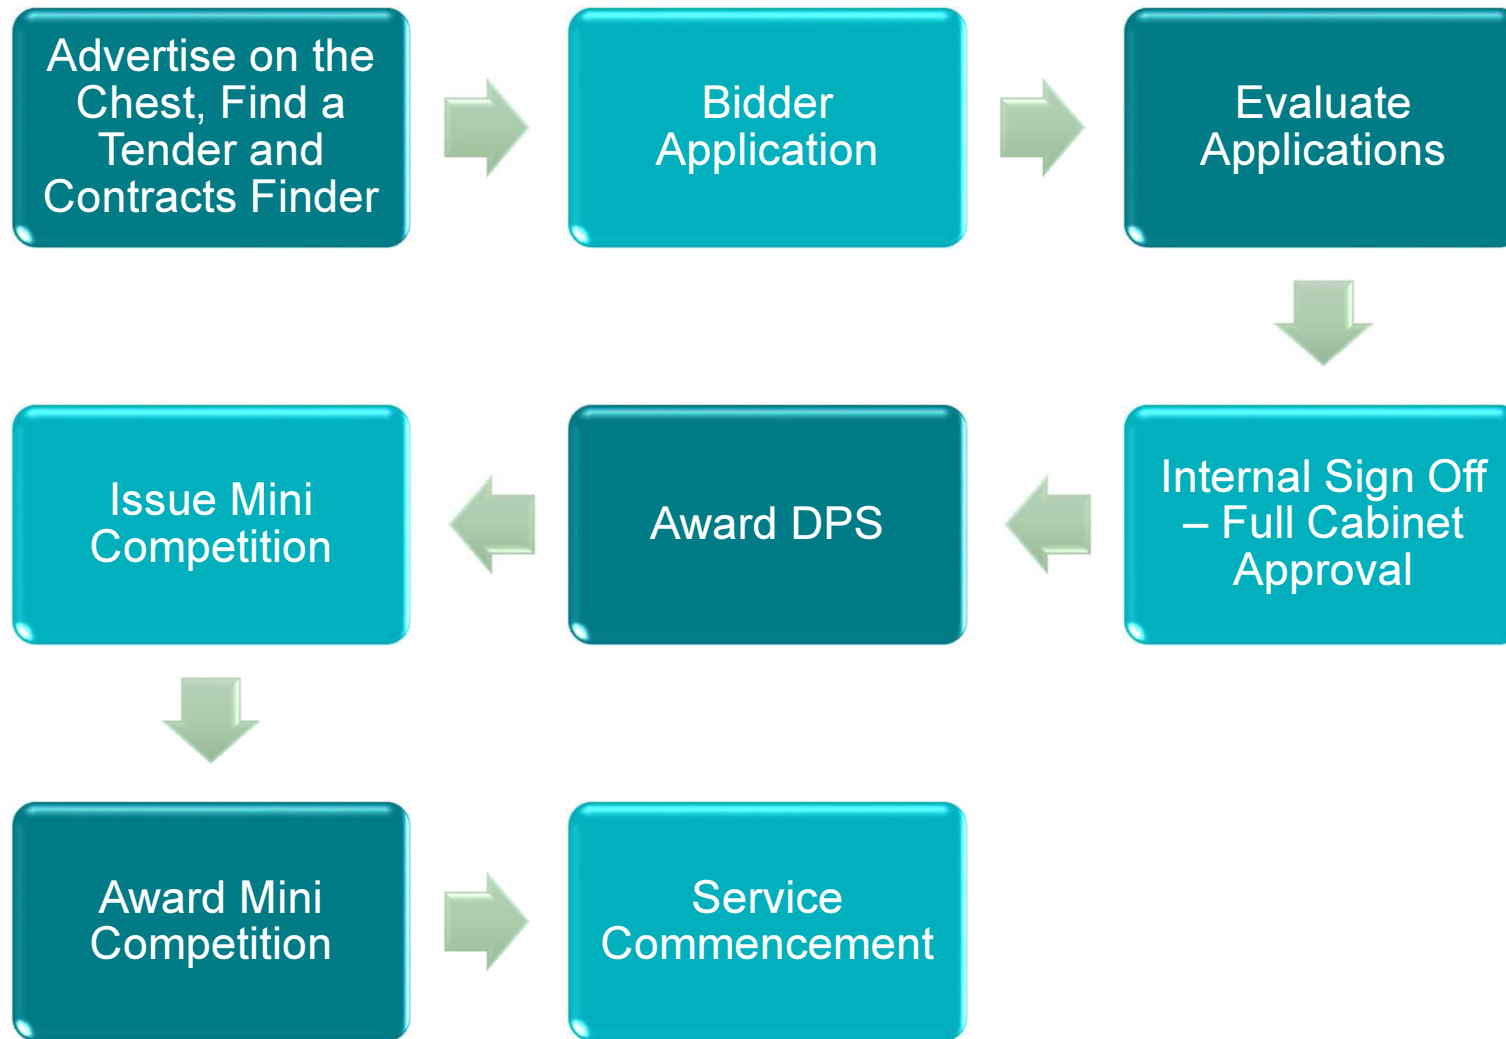 Advertise on the
Chest, Find a
Tender and
Contracts Finder
Bidder
Application
Evaluate
Applications
Internal Sign Off
– Full Cabinet
Approval
Award DPS
Issue Mini
Competition
Award Mini
Competition
Service
Commencement